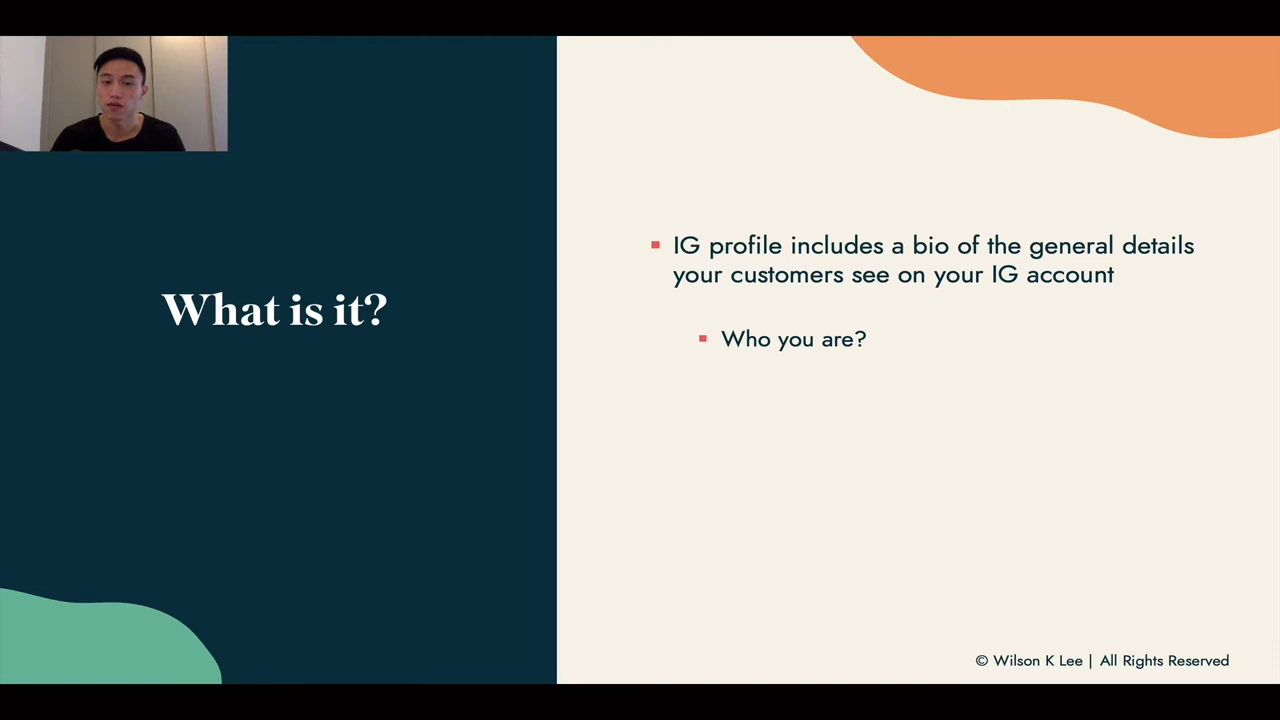 What is it?
IG profile includes a bio of the general details
your customers see on your IG account
Who you are?
© Wilson K Lee | All Rights Reserved